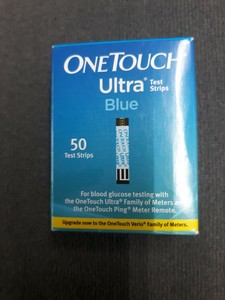 ONETOUCH
Ultra® Test
Strips
Blue
50
Test Strips
For blood glucose testing with
the OneTouch Ultra® Family of Meters and
the OneTouch Ping® Meter Remote.
Upgrade now to the OneTouch Verio® Family of Meters.